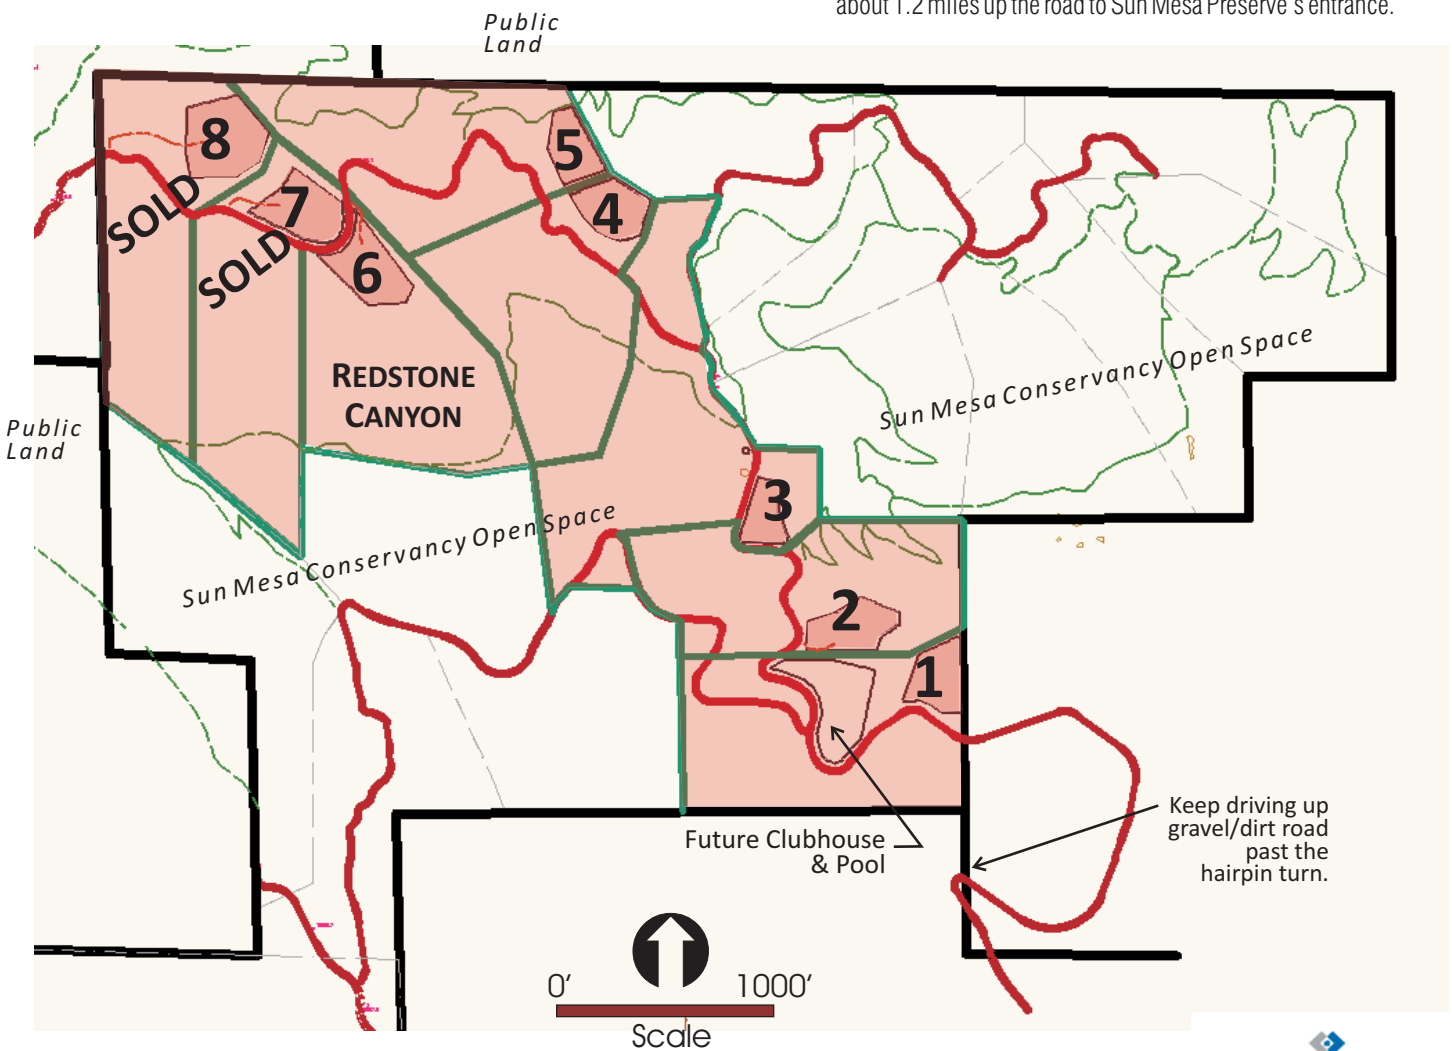 about 1.2 miles up the road to Sun Mesa Preserve's entrance.
Public
Land
8
5
7
4
SOLD
SOLD
6
REDSTONE
CANYON
Sun Mesa Conservancy Open Space
Public
Land
3
Sun Mesa Conservancy Open Space
2
1
Keep driving up
gravel/dirt road
past the
hairpin turn.
Future Clubhouse
& Pool
0' 1000'
Scale